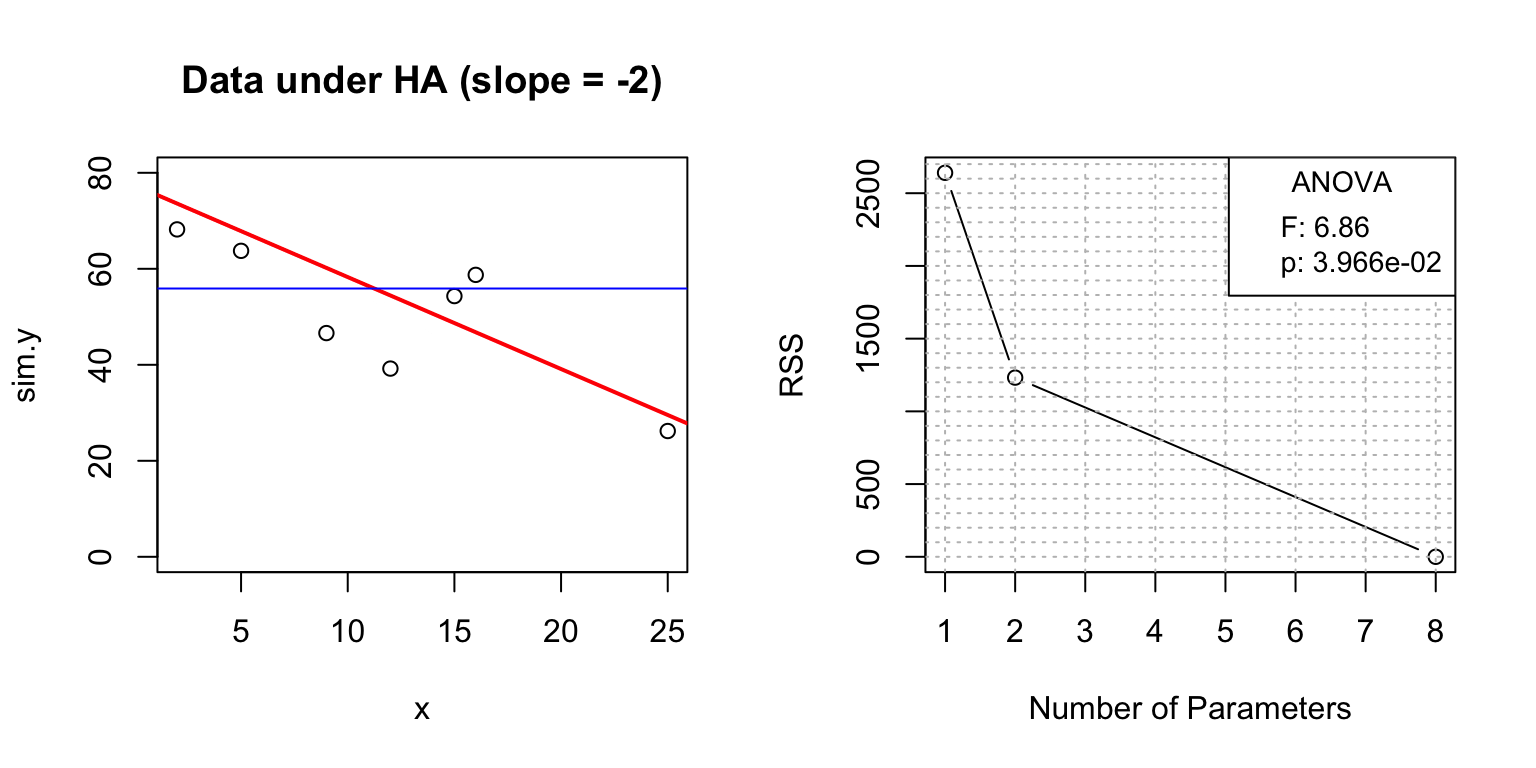 Data under HA (slope = -2)
80
60
40
20
0
sim.y
5 10 15 20 25
x
2500
1500
500
0
RSS
ANOVA
F: 6.86
p: 3.966e-02
1 2 3 4 5 6 7 8
Number of Parameters